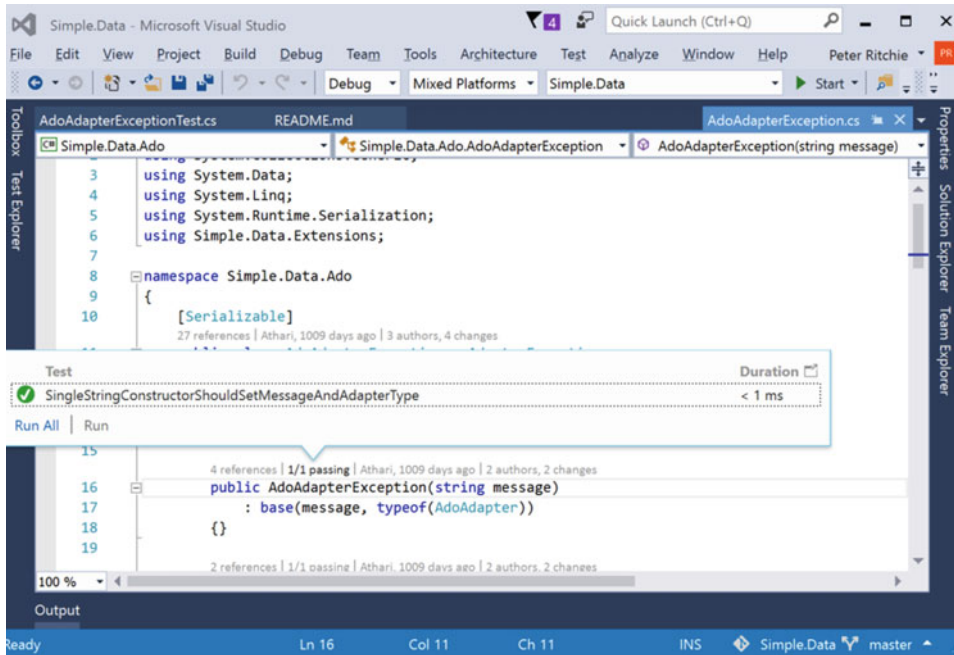 Simple.Data - Microsoft Visual Studio
4
Quick Launch (Ctrl+Q)
File Edit View Project Build Debug Team Tools Architecture Test Analyze Window Help Peter Ritchie PR
Debug Mixed Platforms Simple.Data Start
Toolbox
Test Explorer
AdoAdapterExceptionTest.cs README.md AdoAdapterException.cs
C# Simple.Data.Ado Simple.Data.Ado.AdoAdapterException AdoAdapterException(string message)
3 using System.Data;
4 using System.Linq;
5 using System.Runtime.Serialization;
6 using Simple.Data.Extensions;
7
8 namespace Simple.Data.Ado
9 {
10 [Serializable]
27 references | Athari, 1009 days ago | 3 authors, 4 changes
Test Duration
SingleStringConstructorShouldSetMessageAndAdapterType < 1 ms
Run All | Run
15
4 references | 1/1 passing | Athari, 1009 days ago | 2 authors, 2 changes
16 public AdoAdapterException(string message)
17 : base(message, typeof(AdoAdapter))
18 {}
19
2 references | 1/1 passing | Athari, 1009 days ago | 2 authors, 2 changes
100 %
Properties
Solution Explorer
Team Explorer
Output
Ready Ln 16 Col 11 Ch 11 INS Simple.Data master